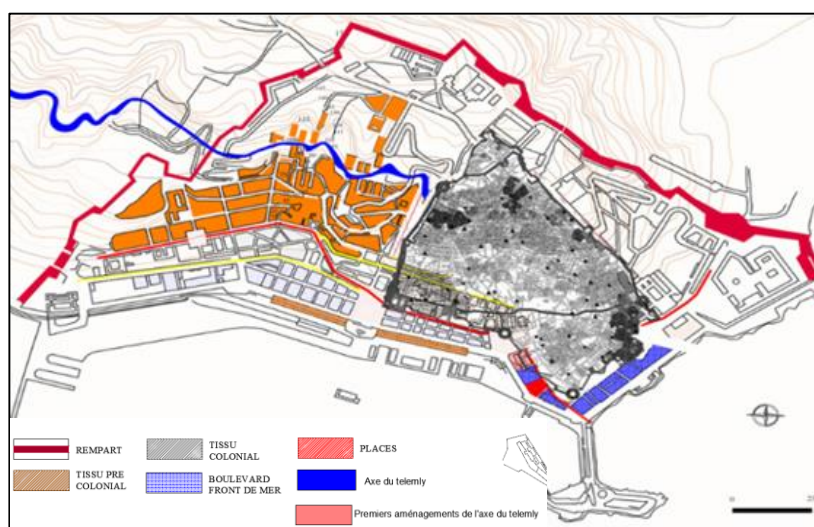 REMPART
TISSU
COLONIAL
PLACES
TISSU PRE
COLONIAL
BOULEVARD
FRONT DE MER
Axe du telemly
Premiers aménagements de l'axe du telemly